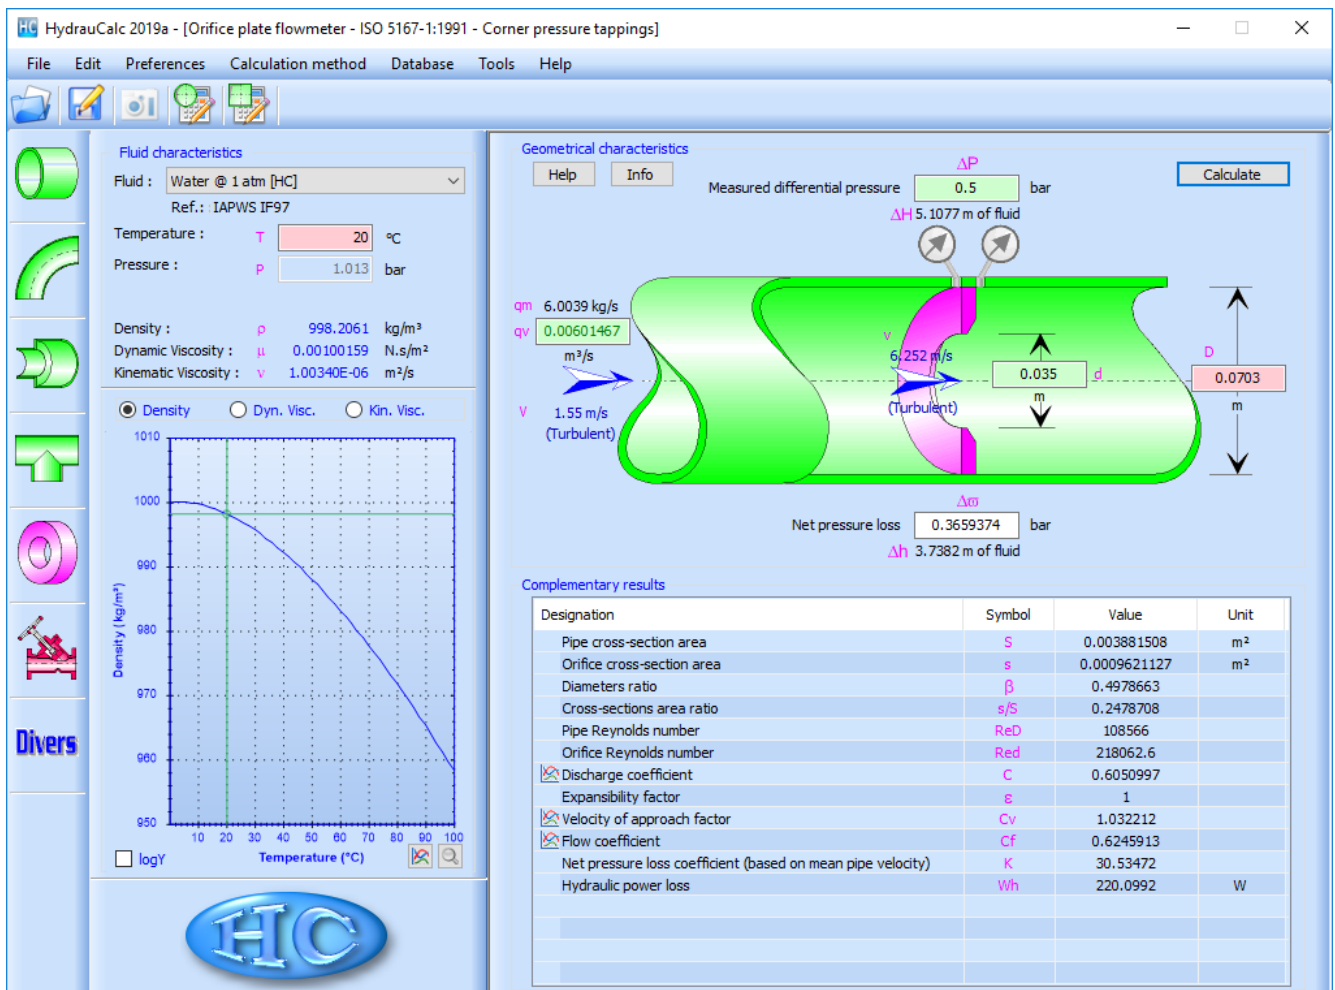 HC HydrauCalc 2019a - [Orifice plate flowmeter - ISO 5167-1:1991 - Corner pressure tappings]
File Edit Preferences Calculation method Database Tools Help
Fluid characteristics
Fluid : Water @ 1 atm [HC]
Ref.: IAPWS IF97
Temperature : T 20 °C
Pressure : P 1.013 bar
Density : ρ 998.2061 kg/m³
Dynamic Viscosity : μ 0.00100159 N.s/m²
Kinematic Viscosity : ν 1.00340E-06 m²/s
Density Dyn. Visc. Kin. Visc.
1010
1000
990
980
970
960
950
Density (kg/m³)
10 20 30 40 50 60 70 80 90 100
logY Temperature (°C)
Divers
HC
Geometrical characteristics
Help Info
Calculate
ΔP
Measured differential pressure 0.5 bar
ΔH 5.1077 m of fluid
qm 6.0039 kg/s
qv 0.00601467
m³/s
V 1.55 m/s
(Turbulent)
v
6.252 m/s
(Turbulent)
0.035 d
m
D
0.0703
m
Δϖ
Net pressure loss 0.3659374 bar
Δh 3.7382 m of fluid
Complementary results
Designation Symbol Value Unit
Pipe cross-section area S 0.003881508 m²
Orifice cross-section area s 0.0009621127 m²
Diameters ratio β 0.4978663
Cross-sections area ratio s/S 0.2478708
Pipe Reynolds number ReD 108566
Orifice Reynolds number Red 218062.6
Discharge coefficient C 0.6050997
Expansibility factor ε 1
Velocity of approach factor Cv 1.032212
Flow coefficient Cf 0.6245913
Net pressure loss coefficient (based on mean pipe velocity) K 30.53472
Hydraulic power loss Wh 220.0992 W